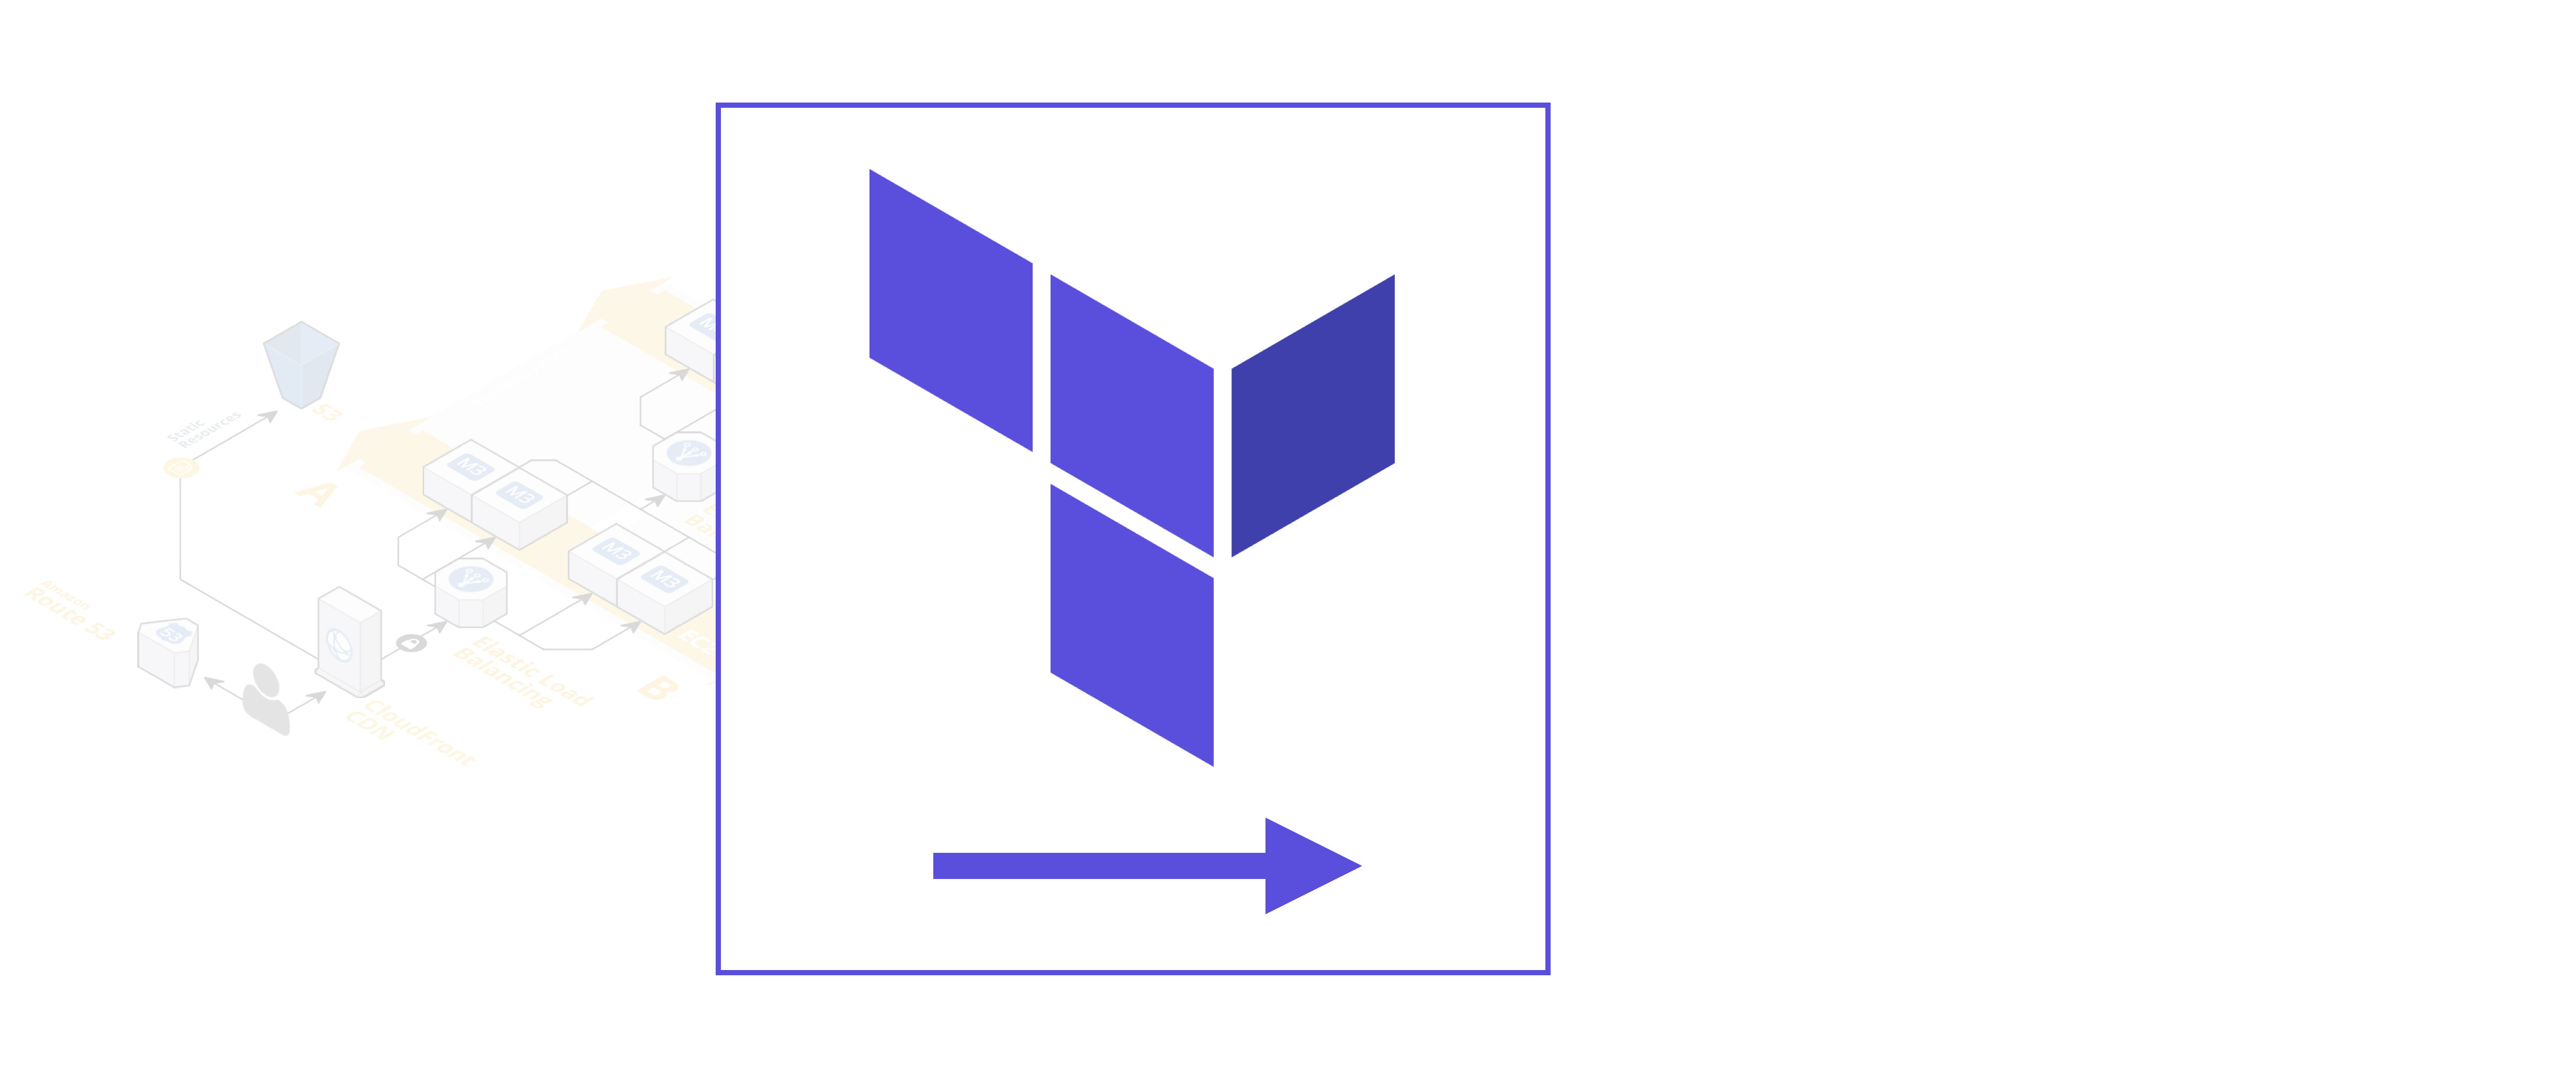 S3
Static
Resources
A
M3
M3
M3
M3
Amazon
Route 53
53
Elastic Load
Balancing
EC2
B
CloudFront
CDN